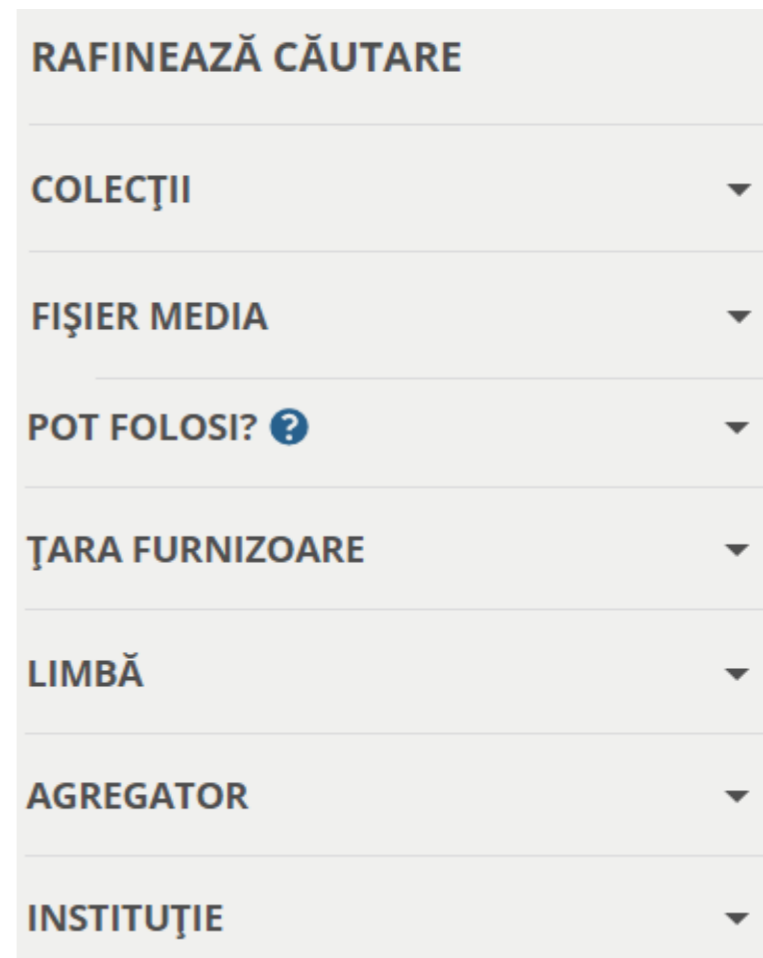 RAFINEAZĂ CĂUTARE
COLECŢII
FIŞIER MEDIA
POT FOLOSI? ?
ŢARA FURNIZOARE
LIMBĂ
AGREGATOR
INSTITUŢIE